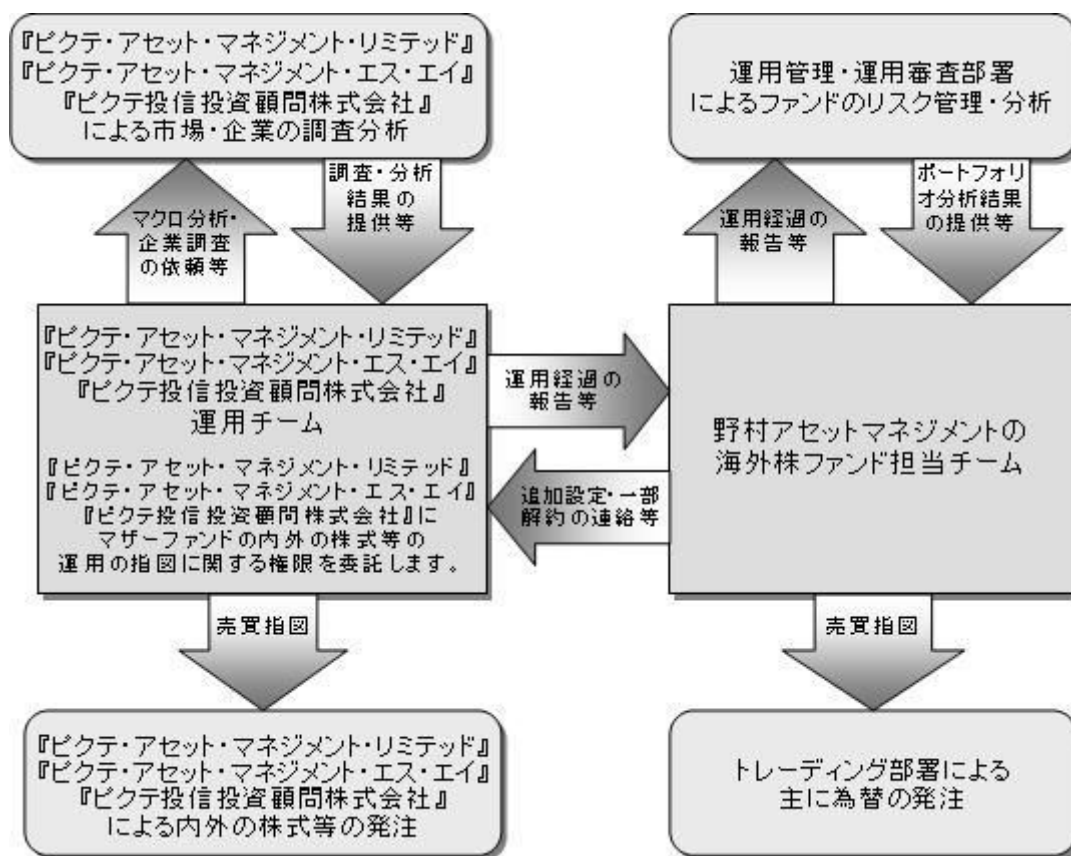 『ピクテ・アセット・マネジメント・リミテッド』
『ピクテ・アセット・マネジメント・エス・エイ』
『ピクテ投信投資顧問株式会社』
による市場・企業の調査分析
運用管理・運用審査部署
によるファンドのリスク管理・分析
マクロ分析・
企業調査
の依頼等
調査・分析
結果の
提供等
運用経過の
報告等
ポートフォリ
オ分析結果
の提供等
『ピクテ・アセット・マネジメント・リミテッド』
『ピクテ・アセット・マネジメント・エス・エイ』
『ピクテ投信投資顧問株式会社』
運用チーム
『ピクテ・アセット・マネジメント・リミテッド』
『ピクテ・アセット・マネジメント・エス・エイ』
『ピクテ投信投資顧問株式会社』に
マザーファンドの内外の株式等の
運用の指図に関する権限を委託します。
運用経過の
報告等
追加設定・一部
解約の連絡等
野村アセットマネジメントの
海外株ファンド担当チーム
売買指図
売買指図
『ピクテ・アセット・マネジメント・リミテッド』
『ピクテ・アセット・マネジメント・エス・エイ』
『ピクテ投信投資顧問株式会社』
による内外の株式等の発注
トレーディング部署による
主に為替の発注